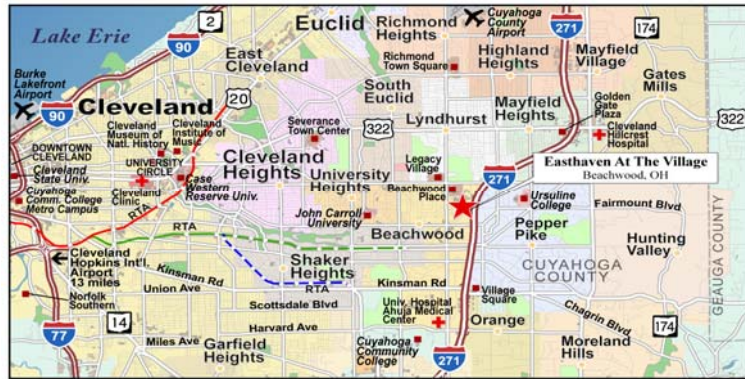 Lake Erie
2
90
Euclid
Richmond
Heights
Cuyahoga
County
Airport
271
174
Mayfield
Village
East
Cleveland
Richmond
Town Square
Highland
Heights
Burke
Lakefront
Airport
90
Cleveland
20
South
Euclid
Gates
Mills
Cleveland
Museum of
Natl. History
Cleveland
Institute of
Music
Severance
Town Center
322
Lyndhurst
Mayfield
Heights
Golden
Gate
Plaza
322
Cleveland
Hillcrest
Hospital
DOWNTOWN
CLEVELAND
Cleveland
State Univ.
UNIVERSITY
CIRCLE
Cleveland
Heights
Legacy
Village
271
Easthaven At The Village
Beachwood, OH
Cuyahoga
Comm. College
Metro Campus
Cleveland
Clinic
Case
Western
Reserve Univ.
University
Heights
Beachwood
Place
Ursuline
College
Fairmount Blvd
RTA
John Carroll
University
RTA
Beachwood
Pepper
Pike
Hunting
Valley
Cleveland
Hopkins Int'l.
Airport
13 miles
Shaker
Heights
CUYAHOGA
COUNTY
GEAUGA COUNTY
Kinsman Rd
RTA
Kinsman Rd
Norfolk
Southern
Union Ave
Scottsdale Blvd
Univ. Hospital
Ahuja Medical
Center
Village
Square
Chagrin Blvd
14
Harvard Ave
Orange
174
77
Miles Ave
Garfield
Heights
Cuyahoga
Community
College
271
Moreland
Hills